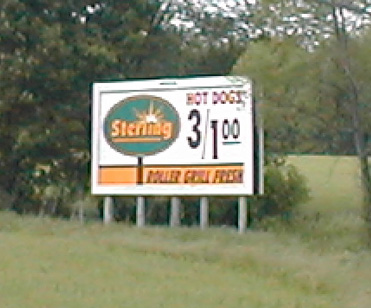 HOT DOGS
Sterling
3/1.00
ROLLER GRILL FRESH